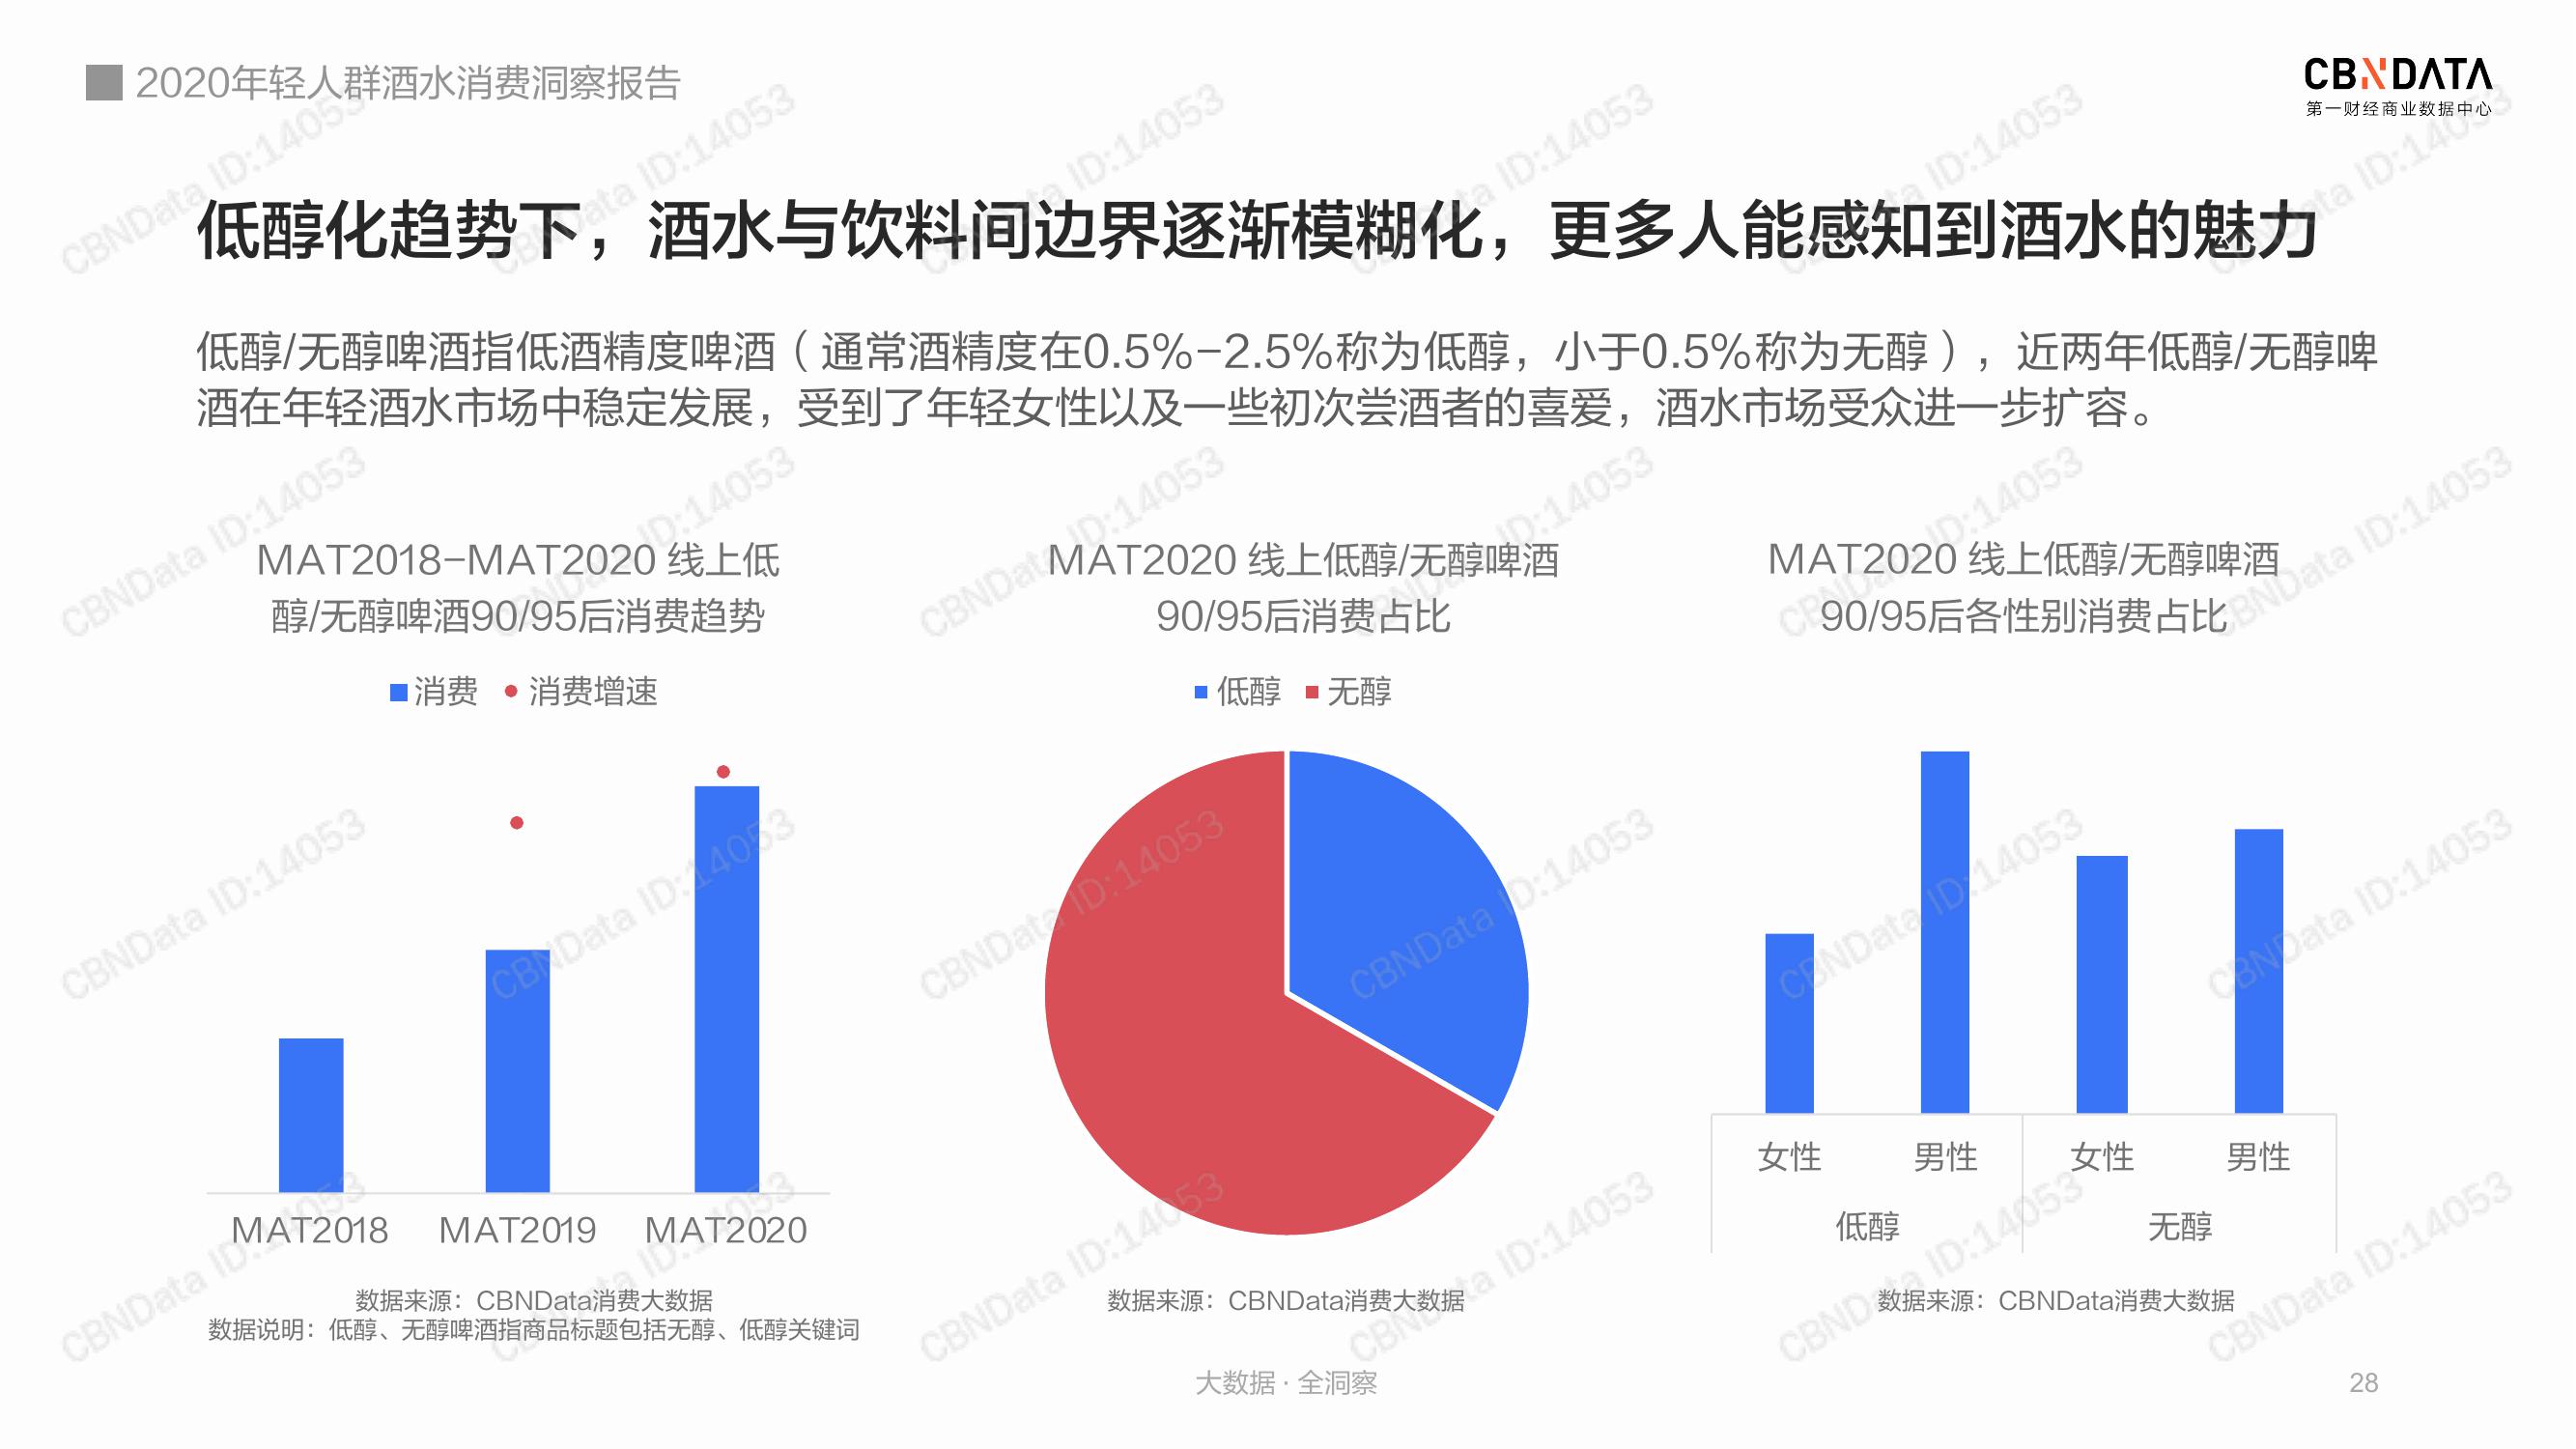 2020年轻人群酒水消费洞察报告
CBNDATA
第一财经商业数据中心
低醇化趋势下，酒水与饮料间边界逐渐模糊化，更多人能感知到酒水的魅力
低醇/无醇啤酒指低酒精度啤酒（通常酒精度在0.5%-2.5%称为低醇，小于0.5%称为无醇），近两年低醇/无醇啤
酒在年轻酒水市场中稳定发展，受到了年轻女性以及一些初次尝酒者的喜爱，酒水市场受众进一步扩容。
MAT2018-MAT2020 线上低
醇/无醇啤酒90/95后消费趋势
消费 消费增速
MAT2018 MAT2019 MAT2020
数据来源：CBNData消费大数据
数据说明：低醇、无醇啤酒指商品标题包括无醇、低醇关键词
MAT2020 线上低醇/无醇啤酒
90/95后消费占比
低醇 无醇
数据来源：CBNData消费大数据
MAT2020 线上低醇/无醇啤酒
90/95后各性别消费占比
女性 男性 女性 男性
低醇 无醇
数据来源：CBNData消费大数据
大数据·全洞察
28
CBNData ID:14053